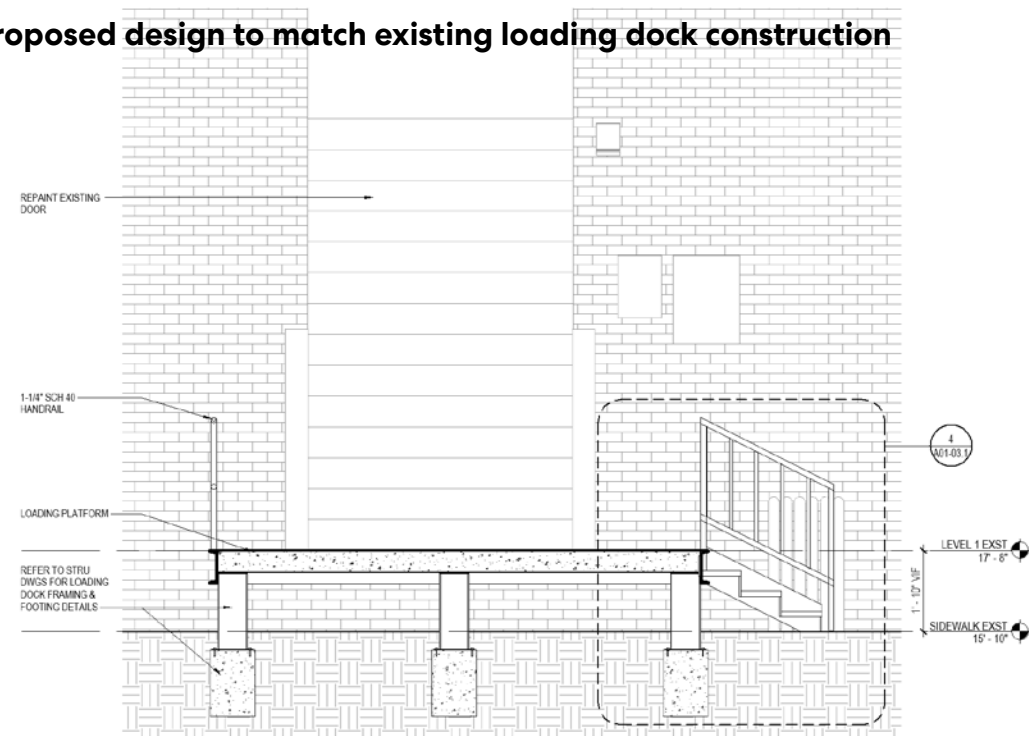 roposed design to match existing loading dock construction
REPAINT EXISTING
DOOR
1-1/4" SCH 40
HANDRAIL
4
A01-03.1
LOADING PLATFORM
LEVEL 1 EXST
17' - 8"
REFER TO STRU
DWGS FOR LOADING
DOCK FRAMING &
FOOTING DETAILS
1' - 10" VIF
SIDEWALK EXST
15' - 10"